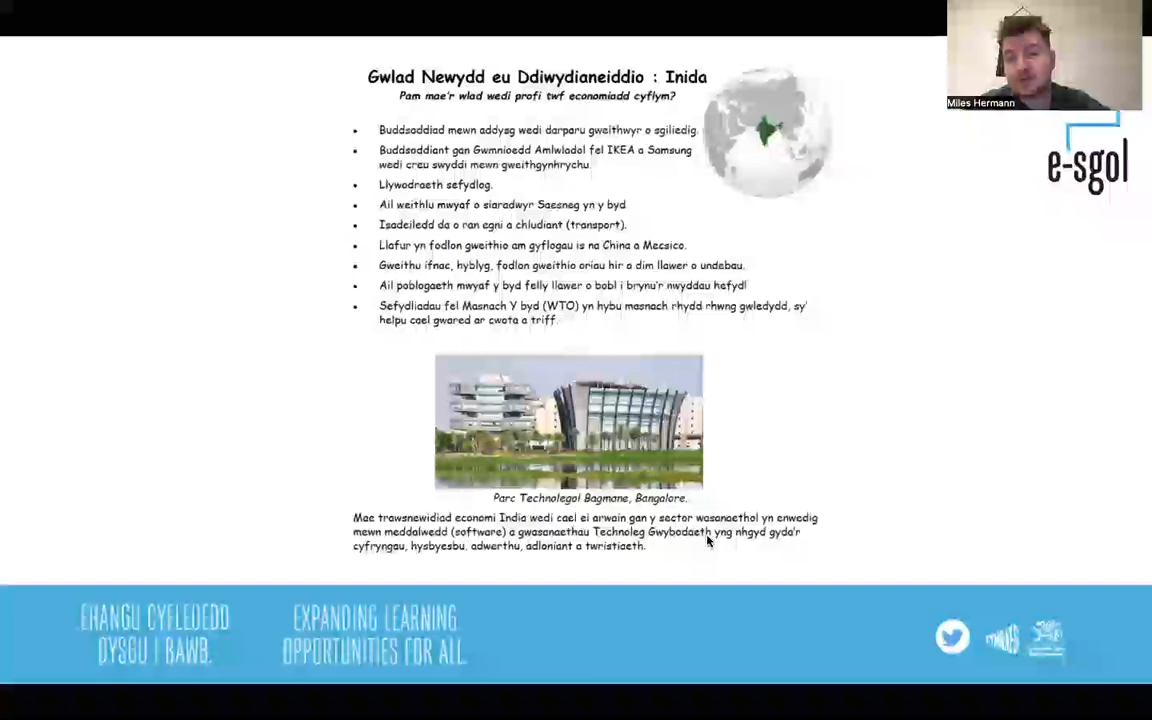 Gwlad Newydd eu Ddiwydianeiddio : Inida
Pam mae'r wlad wedi profi twf economiadd cyflym?
Miles Hermann
e-sgol
• Buddsoddiad mewn addysg wedi darparu gweithwyr o sgiliedig.
• Buddsoddiant gan Gwmnioedd Amlwladol fel IKEA a Samsung
wedi creu swyddi mewn gweithgynhrychu.
• Llywodraeth sefydlog.
• Ail weithlu mwyaf o siaradwyr Saesneg yn y byd
• Isadeiledd da o ran egni a chludiant (transport).
• Llafur yn fodlon gweithio am gyflogau is na China a Mecsico.
• Gweithu ifnac, hyblyg, fodlon gweithio oriau hir a dim llawer o undebau.
• Ail poblogaeth mwyaf y byd felly llawer o bobl i brynu'r nwyddau hefyd!
• Sefydliadau fel Masnach Y byd (WTO) yn hybu masnach rhydd rhwng gwledydd, sy'
helpu cael gwared ar cwota a triff.
Parc Technolegol Bagmane, Bangalore.
Mae trawsnewidiad economi India wedi cael ei arwain gan y sector wasanaethol yn enwedig
mewn meddalwedd (software) a gwasanaethau Technoleg Gwybodaeth yng nhgyd gyda'r
cyfryngau, hysbyesbu, adwerthu, adloniant a twristiaeth.
EHANGU CYFLEOEDD
DYSGU I BAWB.
EXPANDING LEARNING
OPPORTUNITIES FOR ALL.